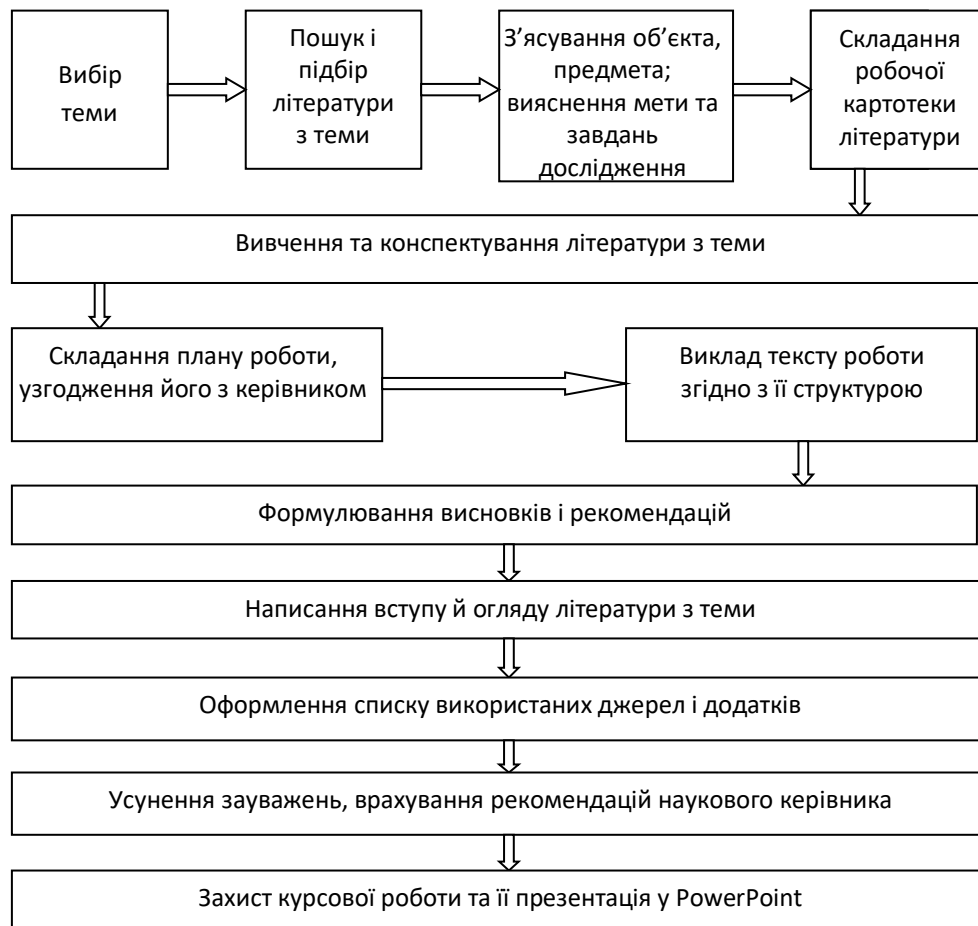 Вибір
теми
Пошук і
підбір
літератури
з теми
З’ясування об’єкта,
предмета;
вияснення мети та
завдань
дослідження
Складання
робочої
картотеки
літератури
Вивчення та конспектування літератури з теми
Складання плану роботи,
узгодження його з керівником
Виклад тексту роботи
згідно з її структурою
Формулювання висновків і рекомендацій
Написання вступу й огляду літератури з теми
Оформлення списку використаних джерел і додатків
Усунення зауважень, врахування рекомендацій наукового керівника
Захист курсової роботи та її презентація у PowerPoint